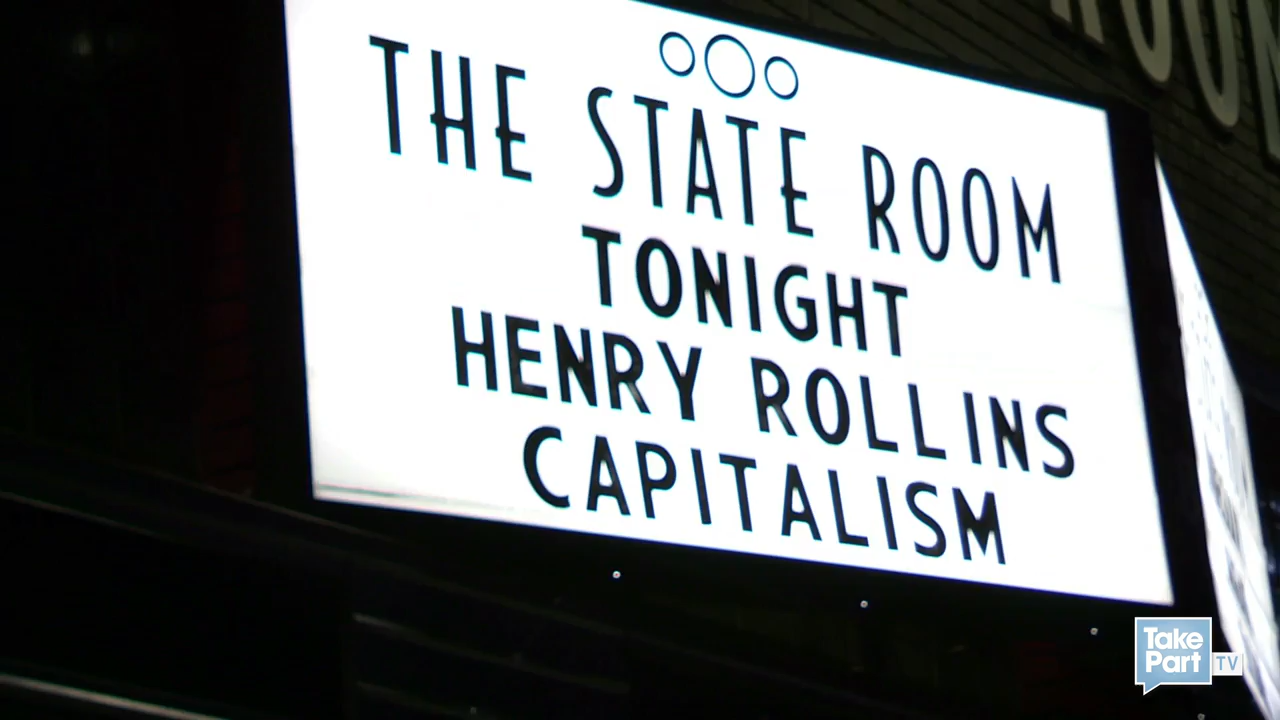 THE STATE ROOM
TONIGHT
HENRY ROLLINS
CAPITALISM
Take
Part TV